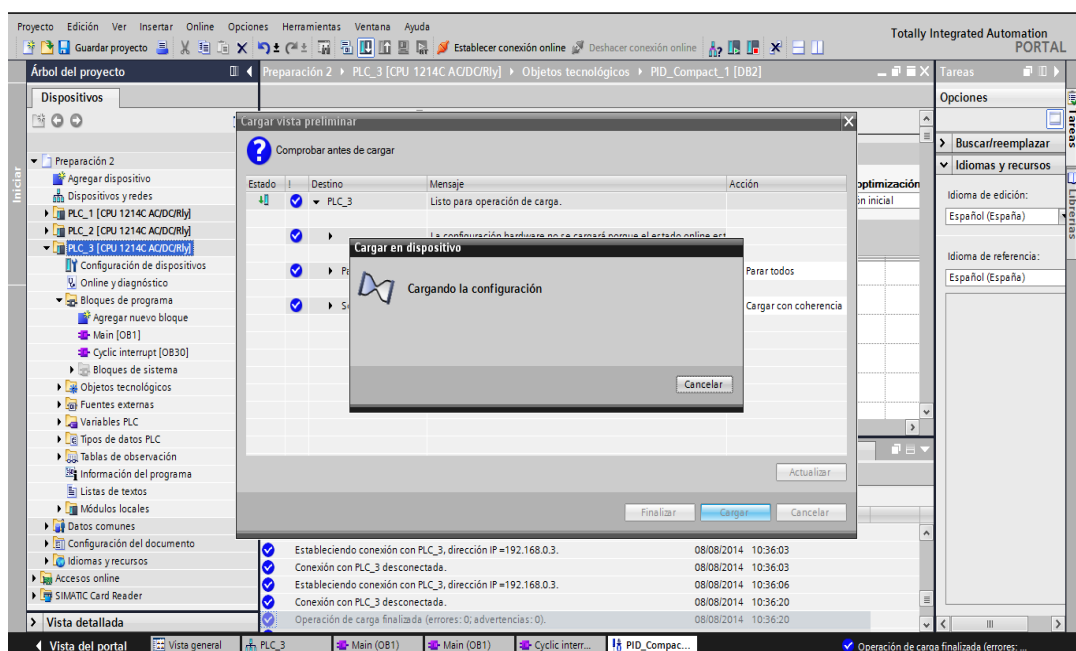 Proyecto Edición Ver Insertar Online Opciones Herramientas Ventana Ayuda
Totally Integrated Automation
PORTAL
Guardar proyecto
Establecer conexión online
Deshacer conexión online
Árbol del proyecto
Preparación 2 PLC_3 [CPU 1214C AC/DC/Rly] Objetos tecnológicos PID_Compact_1 [DB2]
Tareas
Dispositivos
Opciones
Iniciar
Preparación 2
Agregar dispositivo
Dispositivos y redes
PLC_1 [CPU 1214C AC/DC/Rly]
PLC_2 [CPU 1214C AC/DC/Rly]
PLC_3 [CPU 1214C AC/DC/Rly]
Configuración de dispositivos
Online y diagnóstico
Bloques de programa
Agregar nuevo bloque
Main [OB1]
Cyclic interrupt [OB30]
Bloques de sistema
Objetos tecnológicos
Fuentes externas
Variables PLC
Tipos de datos PLC
Tablas de observación
Información del programa
Listas de textos
Módulos locales
Datos comunes
Configuración del documento
Idiomas y recursos
Accesos online
SIMATIC Card Reader
Vista detallada
Cargar vista preliminar
Comprobar antes de cargar
Estado ! Destino Mensaje Acción
PLC_3 Listo para operación de carga.
La configuración hardware no se cargará porque el estado online est
Parar todos
Cargar con coherencia
Cargar en dispositivo
Cargando la configuración
Cancelar
Actualizar
Finalizar Cargar Cancelar
optimización
ón inicial
Estableciendo conexión con PLC_3, dirección IP =192.168.0.3. 08/08/2014 10:36:03
Conexión con PLC_3 desconectada. 08/08/2014 10:36:03
Estableciendo conexión con PLC_3, dirección IP =192.168.0.3. 08/08/2014 10:36:06
Conexión con PLC_3 desconectada. 08/08/2014 10:36:20
Operación de carga finalizada (errores: 0; advertencias: 0). 08/08/2014 10:36:20
Buscar/reemplazar
Idiomas y recursos
Idioma de edición:
Español (España)
Idioma de referencia:
Español (España)
Tareas
Librerías
Vista del portal Vista general PLC_3 Main (OB1) Main (OB1) Cyclic interr... PID_Compac... Operación de carga finalizada (errores: ...